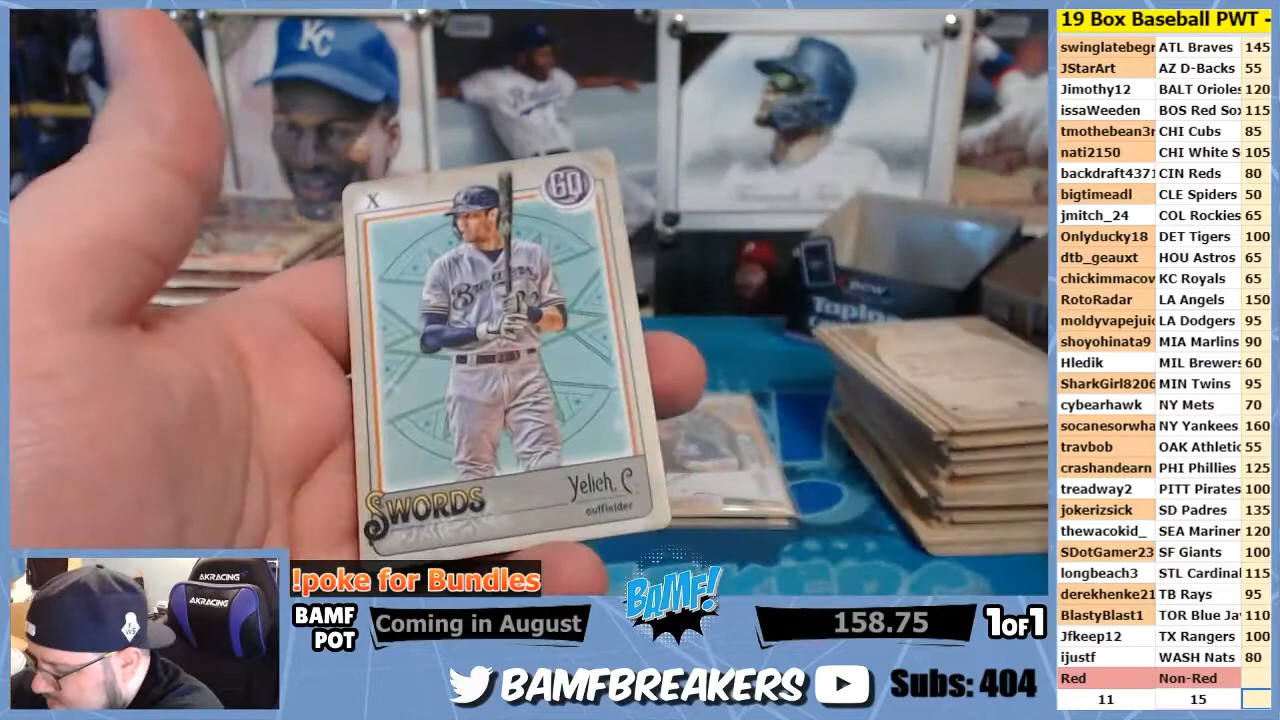 19 Box Baseball PWT -
swinglatebegr ATL Braves 145
JStarArt AZ D-Backs 55
Jimothy12 BALT Orioles 120
issaWeeden BOS Red Sox 115
tmothebean3r CHI Cubs 85
nati2150 CHI White S 105
backdraft4371 CIN Reds 80
bigtimeadl CLE Spiders 50
jmitch_24 COL Rockies 65
Onlyducky18 DET Tigers 100
dtb_geauxt HOU Astros 65
chickimmacov KC Royals 65
RotoRadar LA Angels 150
moldyvapejuic LA Dodgers 95
shoyohinata9 MIA Marlins 90
Hledik MIL Brewers 60
SharkGirl8206 MIN Twins 95
cybearhawk NY Mets 70
socanesorwha NY Yankees 160
travbob OAK Athletic 55
crashandearn PHI Phillies 125
treadway2 PITT Pirates 100
jokerizsick SD Padres 135
thewacokid_ SEA Mariner 120
SDotGamer23 SF Giants 100
longbeach3 STL Cardinal 115
derekhenke21 TB Rays 95
BlastyBlast1 TOR Blue Ja 110
Jfkeep12 TX Rangers 100
ijustf WASH Nats 80
Red Non-Red
11 15
KC
X
GQ
Brewers
SWORDS
Yelich, C
outfielder
AKRACING
AKRACING
!poke for Bundles
BAMF
POT
Coming in August
BAMF!
158.75
1OF1
BAMFBREAKERS
Subs: 404